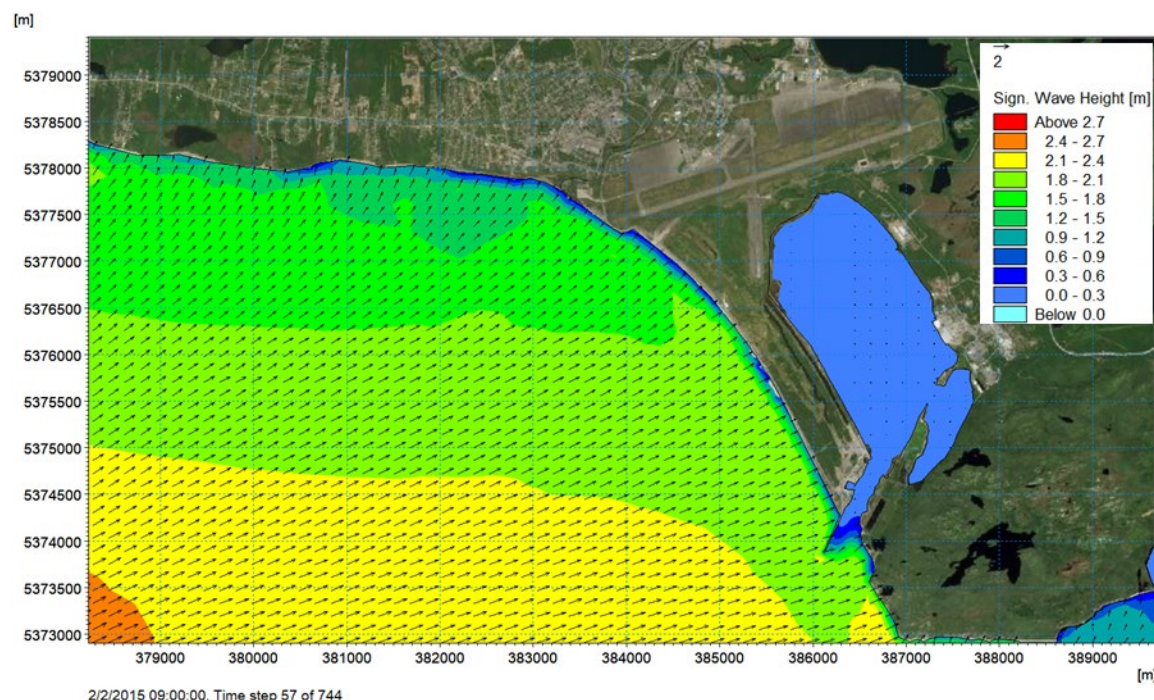 [m]
5379000
5378500
5378000
5377500
5377000
5376500
5376000
5375500
5375000
5374500
5374000
5373500
5373000
2
Sign. Wave Height [m]
Above 2.7
2.4 - 2.7
2.1 - 2.4
1.8 - 2.1
1.5 - 1.8
1.2 - 1.5
0.9 - 1.2
0.6 - 0.9
0.3 - 0.6
0.0 - 0.3
Below 0.0
379000 380000 381000 382000 383000 384000 385000 386000 387000 388000 389000
[m]
2/2/2015 09:00:00, Time step 57 of 744